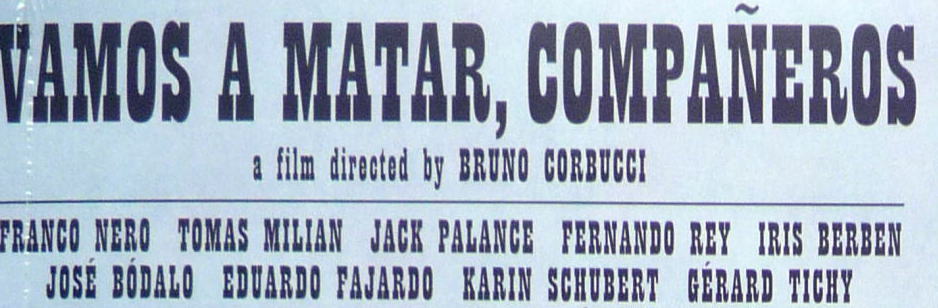 VAMOS A MATAR, COMPAÑEROS
a film directed by BRUNO CORBUCCI
FRANCO NERO TOMAS MILIAN JACK PALANCE FERNANDO REY IRIS BERBEN
JOSÉ BÓDALO EDUARDO FAJARDO KARIN SCHUBERT GÉRARD TICHY